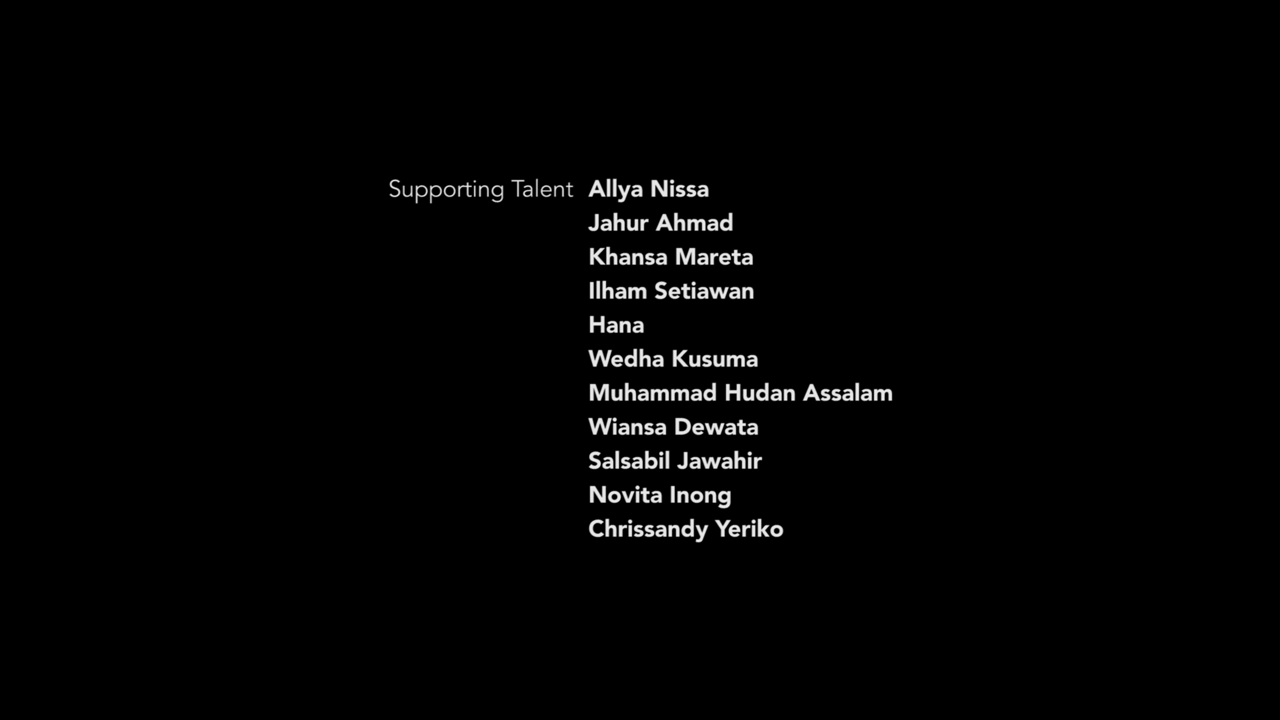 Supporting Talent Allya Nissa
Jahur Ahmad
Khansa Mareta
Ilham Setiawan
Hana
Wedha Kusuma
Muhammad Hudan Assalam
Wiansa Dewata
Salsabil Jawahir
Novita Inong
Chrissandy Yeriko